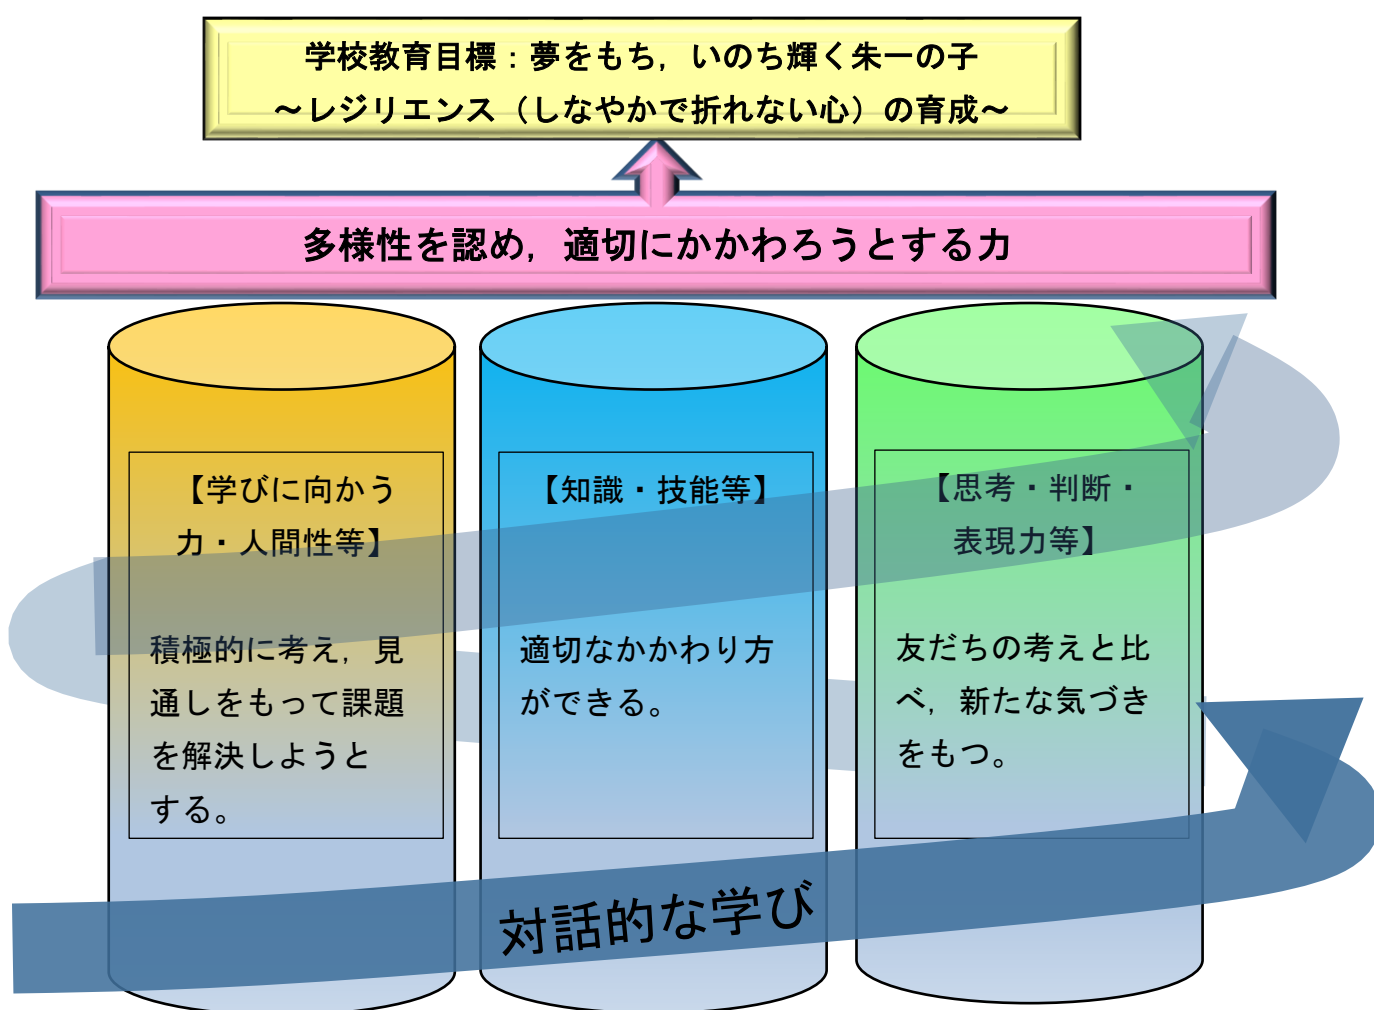 学校教育目標：夢をもち，いのち輝く朱一の子
～レジリエンス（しなやかで折れない心）の育成～
多様性を認め，適切にかかわろうとする力
【学びに向かう
力・人間性等】
積極的に考え，見
通しをもって課題
を解決しようと
する。
【知識・技能等】
適切なかかわり方
ができる。
【思考・判断・
表現力等】
友だちの考えと比
べ，新たな気づき
をもつ。
対話的な学び